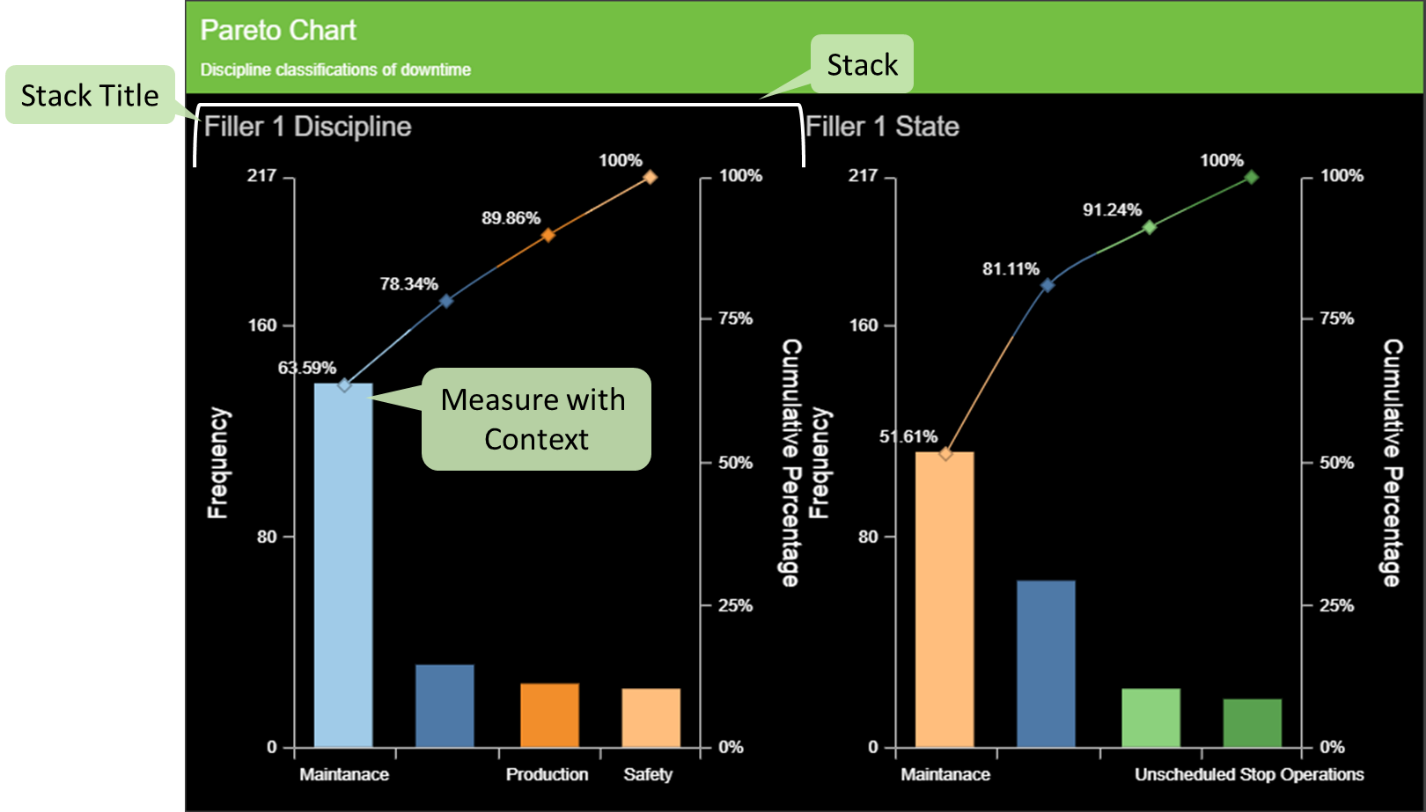 Pareto Chart
Discipline classifications of downtime
Stack
Stack Title
Filler 1 Discipline
100%
217
100%
89.86%
78.34%
160
75%
63.59%
Measure with
Context
Frequency
Cumulative Percentage
50%
80
25%
0
0%
Maintanace
Production
Safety
Filler 1 State
100%
217
100%
91.24%
81.11%
160
75%
51.61%
Frequency
Cumulative Percentage
50%
80
25%
0
0%
Maintanace
Unscheduled Stop
Operations